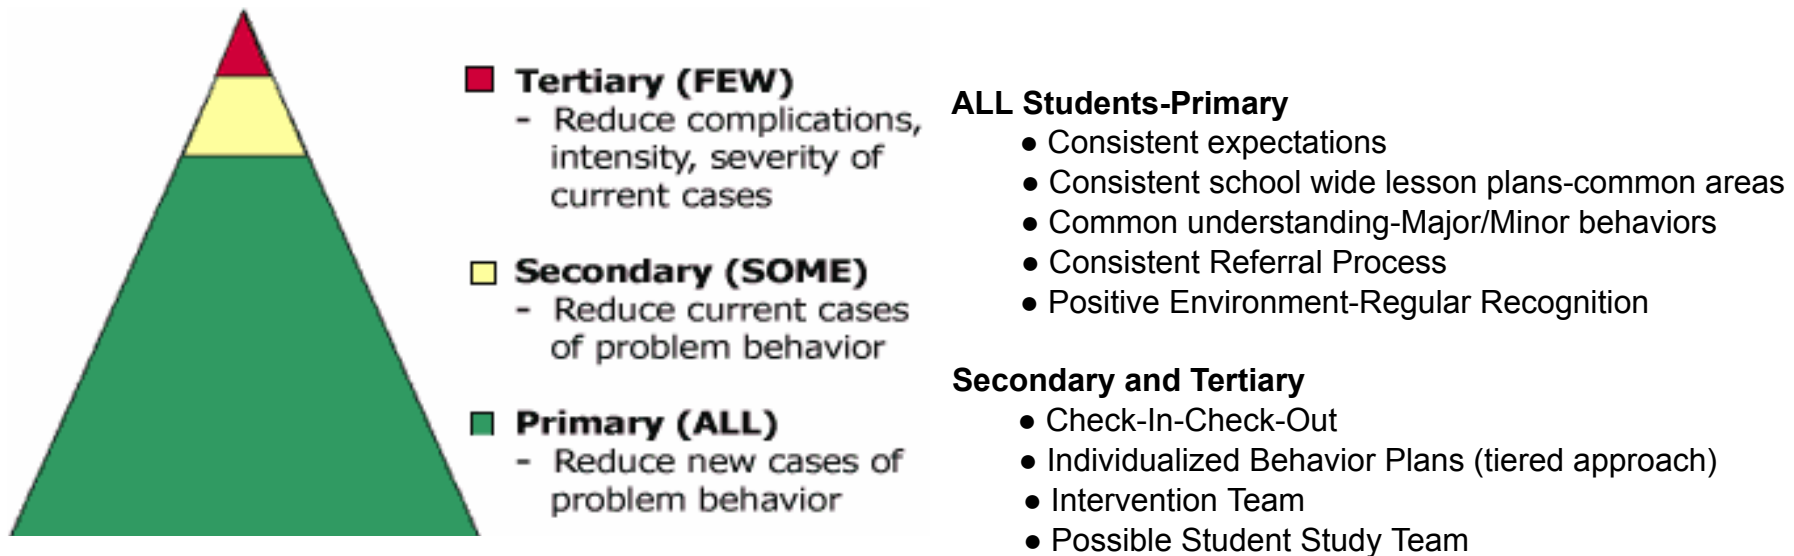 Tertiary (FEW)
- Reduce complications,
intensity, severity of
current cases
Secondary (SOME)
- Reduce current cases
of problem behavior
Primary (ALL)
- Reduce new cases of
problem behavior
ALL Students-Primary
● Consistent expectations
● Consistent school wide lesson plans-common areas
● Common understanding-Major/Minor behaviors
● Consistent Referral Process
● Positive Environment-Regular Recognition
Secondary and Tertiary
● Check-In-Check-Out
● Individualized Behavior Plans (tiered approach)
● Intervention Team
● Possible Student Study Team